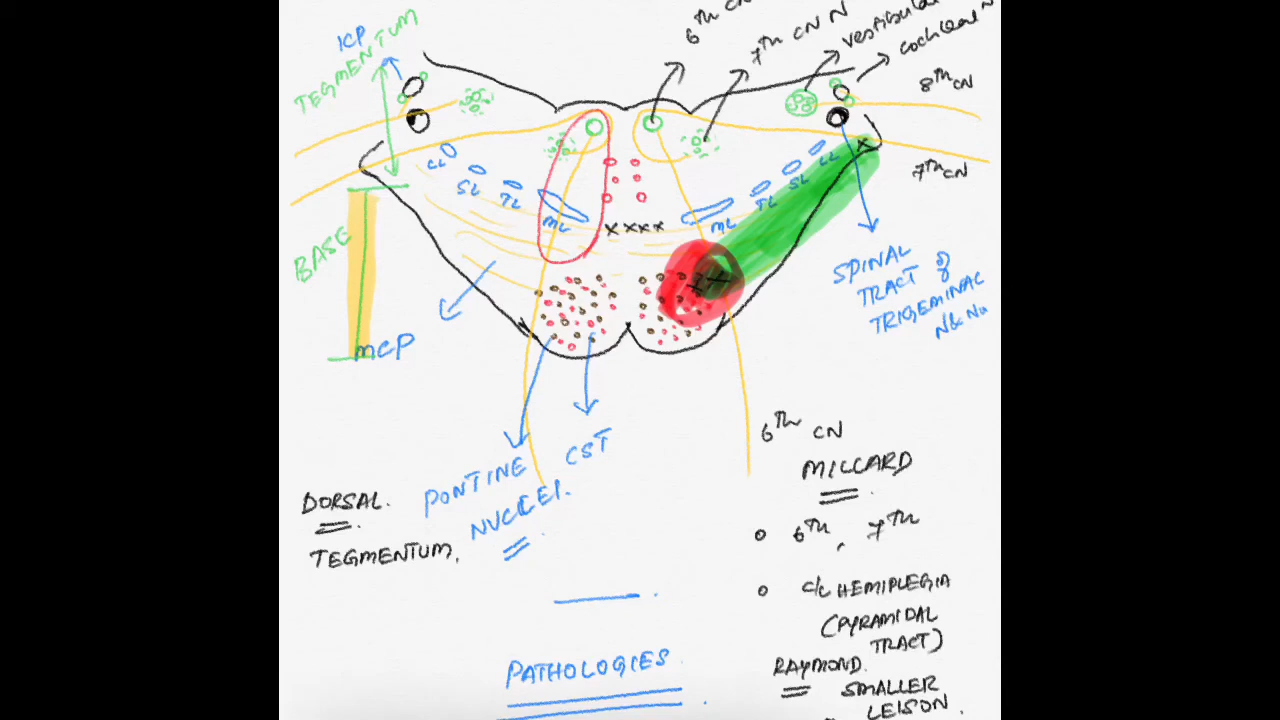 6th CN
7th CN N
vestibular
cochlear N
8th CN
7th CN
ICP
TEGMENTUM
BASE
MCP
LL
SL
TL
ML
xxxx
ML
TL
SL
LL
x
x x
SPINAL
TRACT of
TRIGEMINAL
N& Nu
PONTINE
NUCLEI.
CST
DORSAL.
TEGMENTUM.
PATHOLOGIES
6th CN
MILLARD
6th, 7th
c/c HEMIPLEGIA
(PYRAMIDAL
TRACT)
RAYMOND.
SMALLER
LEISON.